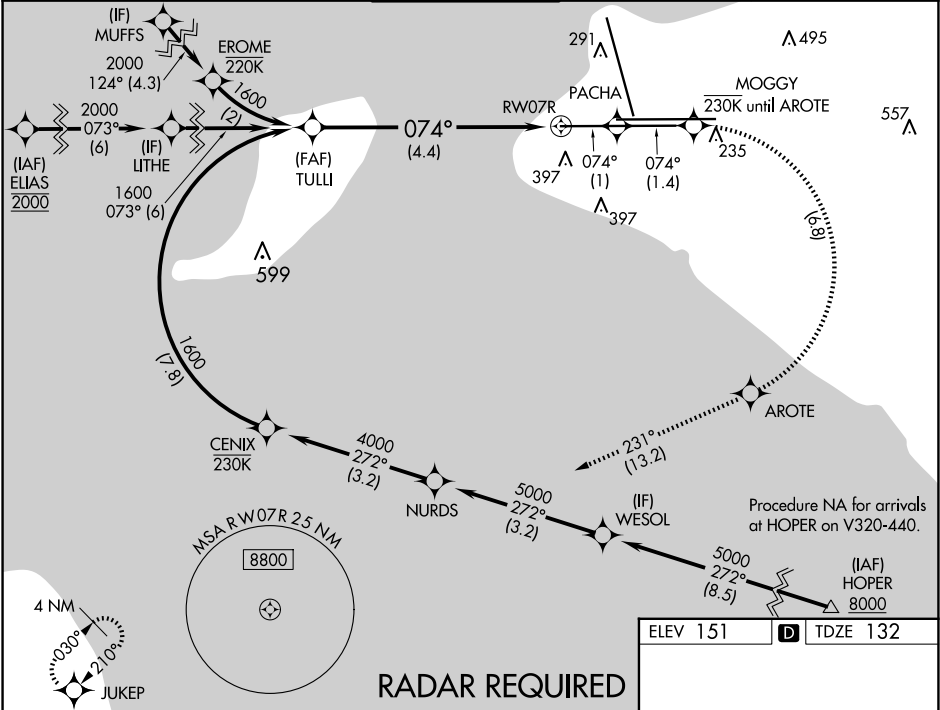 (IF)
MUFFS
2000
124° (4.3)
EROME
220K
1600
(2)
2000
073°
(6)
(IAF)
ELIAS
2000
(IF)
LITHE
1600
073° (6)
(FAF)
TULLI
074°
(4.4)
RW07R
PACHA
291
495
MOGGY
230K until AROTE
557
235
397
074°
(1)
074°
(1.4)
397
599
(6.8)
1600
(7.8)
AROTE
231°
(13.2)
CENIX
230K
4000
272°
(3.2)
NURDS
5000
272°
(3.2)
(IF)
WESOL
Procedure NA for arrivals
at HOPER on V320-440.
5000
272°
(8.5)
(IAF)
HOPER
8000
MSA RW07R 25 NM
8800
4 NM
030°
210°
JUKEP
RADAR REQUIRED
ELEV 151 D TDZE 132